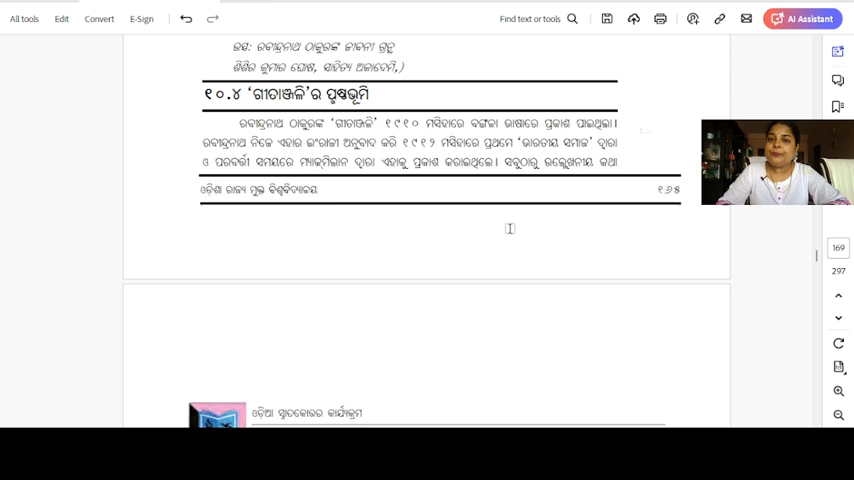 All tools Edit Convert E-Sign Find text or tools AI Assistant
ଉତ୍ସ: ରବୀନ୍ଦ୍ରନାଥ ଠାକୁରଙ୍କ ଜୀବନୀ ଗ୍ରନ୍ଥ
ଶିଶିର କୁମାର ଘୋଷ, ସାହିତ୍ୟ ଅକାଦେମି,)
୧୦.୪ ‘ଗୀତାଞ୍ଜଳି’ର ପୃଷ୍ଠଭୂମି
ରବୀନ୍ଦ୍ରନାଥ ଠାକୁରଙ୍କ ‘ଗୀତାଞ୍ଜଳି’ ୧୯୧୦ ମସିହାରେ ବଙ୍ଗଳା ଭାଷାରେ ପ୍ରକାଶ ପାଇଥିଲା।
ରବୀନ୍ଦ୍ରନାଥ ନିଜେ ଏହାର ଇଂରାଜୀ ଅନୁବାଦ କରି ୧୯୧୨ ମସିହାରେ ପ୍ରଥମେ ‘ଭାରତୀୟ ସମାଜ’ ଦ୍ୱାରା
ଓ ପରବର୍ତ୍ତୀ ସମୟରେ ମ୍ୟାକ୍‌ମିଲାନ ଦ୍ୱାରା ଏହାକୁ ପ୍ରକାଶ କରାଇଥିଲେ। ସବୁଠାରୁ ଉଲ୍ଲେଖନୀୟ କଥା
ଓଡ଼ିଶା ରାଜ୍ୟ ମୁକ୍ତ ବିଶ୍ୱବିଦ୍ୟାଳୟ ୧୬୫
169
297
ଓଡ଼ିଆ ସ୍ନାତକୋତ୍ତର କାର୍ଯ୍ୟକ୍ରମ